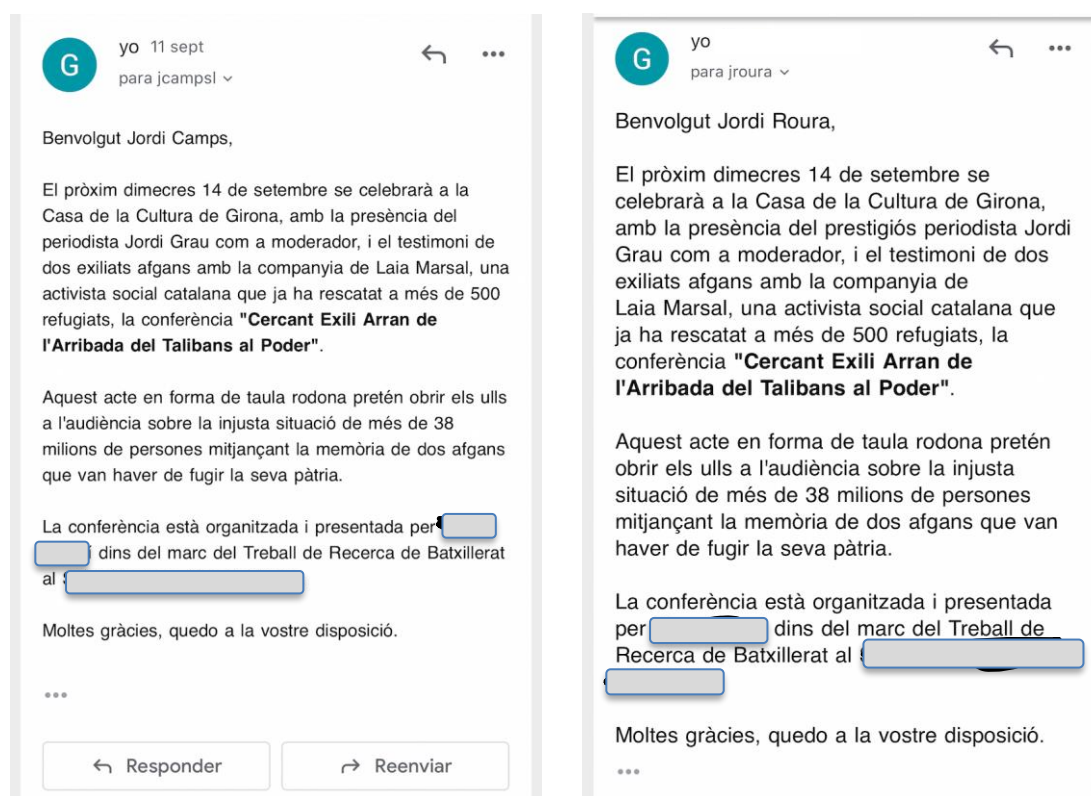 G
yo 11 sept
para jcampsl
Benvolgut Jordi Camps,
El pròxim dimecres 14 de setembre se celebrarà a la
Casa de la Cultura de Girona, amb la presència del
periodista Jordi Grau com a moderador, i el testimoni de
dos exiliats afgans amb la companyia de Laia Marsal, una
activista social catalana que ja ha rescatat a més de 500
refugiats, la conferència "Cercant Exili Arran de
l'Arribada del Talibans al Poder".
Aquest acte en forma de taula rodona pretén obrir els ulls
a l'audiència sobre la injusta situació de més de 38
milions de persones mitjançant la memòria de dos afgans
que van haver de fugir la seva pàtria.
La conferència està organitzada i presentada per
dins del marc del Treball de Recerca de Batxillerat
al
Moltes gràcies, quedo a la vostre disposició.
Responder
Reenviar
G
yo
para jroura
Benvolgut Jordi Roura,
El pròxim dimecres 14 de setembre se
celebrarà a la Casa de la Cultura de Girona,
amb la presència del prestigiós periodista Jordi
Grau com a moderador, i el testimoni de dos
exiliats afgans amb la companyia de
Laia Marsal, una activista social catalana que
ja ha rescatat a més de 500 refugiats, la
conferència "Cercant Exili Arran de
l'Arribada del Talibans al Poder".
Aquest acte en forma de taula rodona pretén
obrir els ulls a l'audiència sobre la injusta
situació de més de 38 milions de persones
mitjançant la memòria de dos afgans que van
haver de fugir la seva pàtria.
La conferència està organitzada i presentada
per dins del marc del Treball de
Recerca de Batxillerat al
Moltes gràcies, quedo a la vostre disposició.